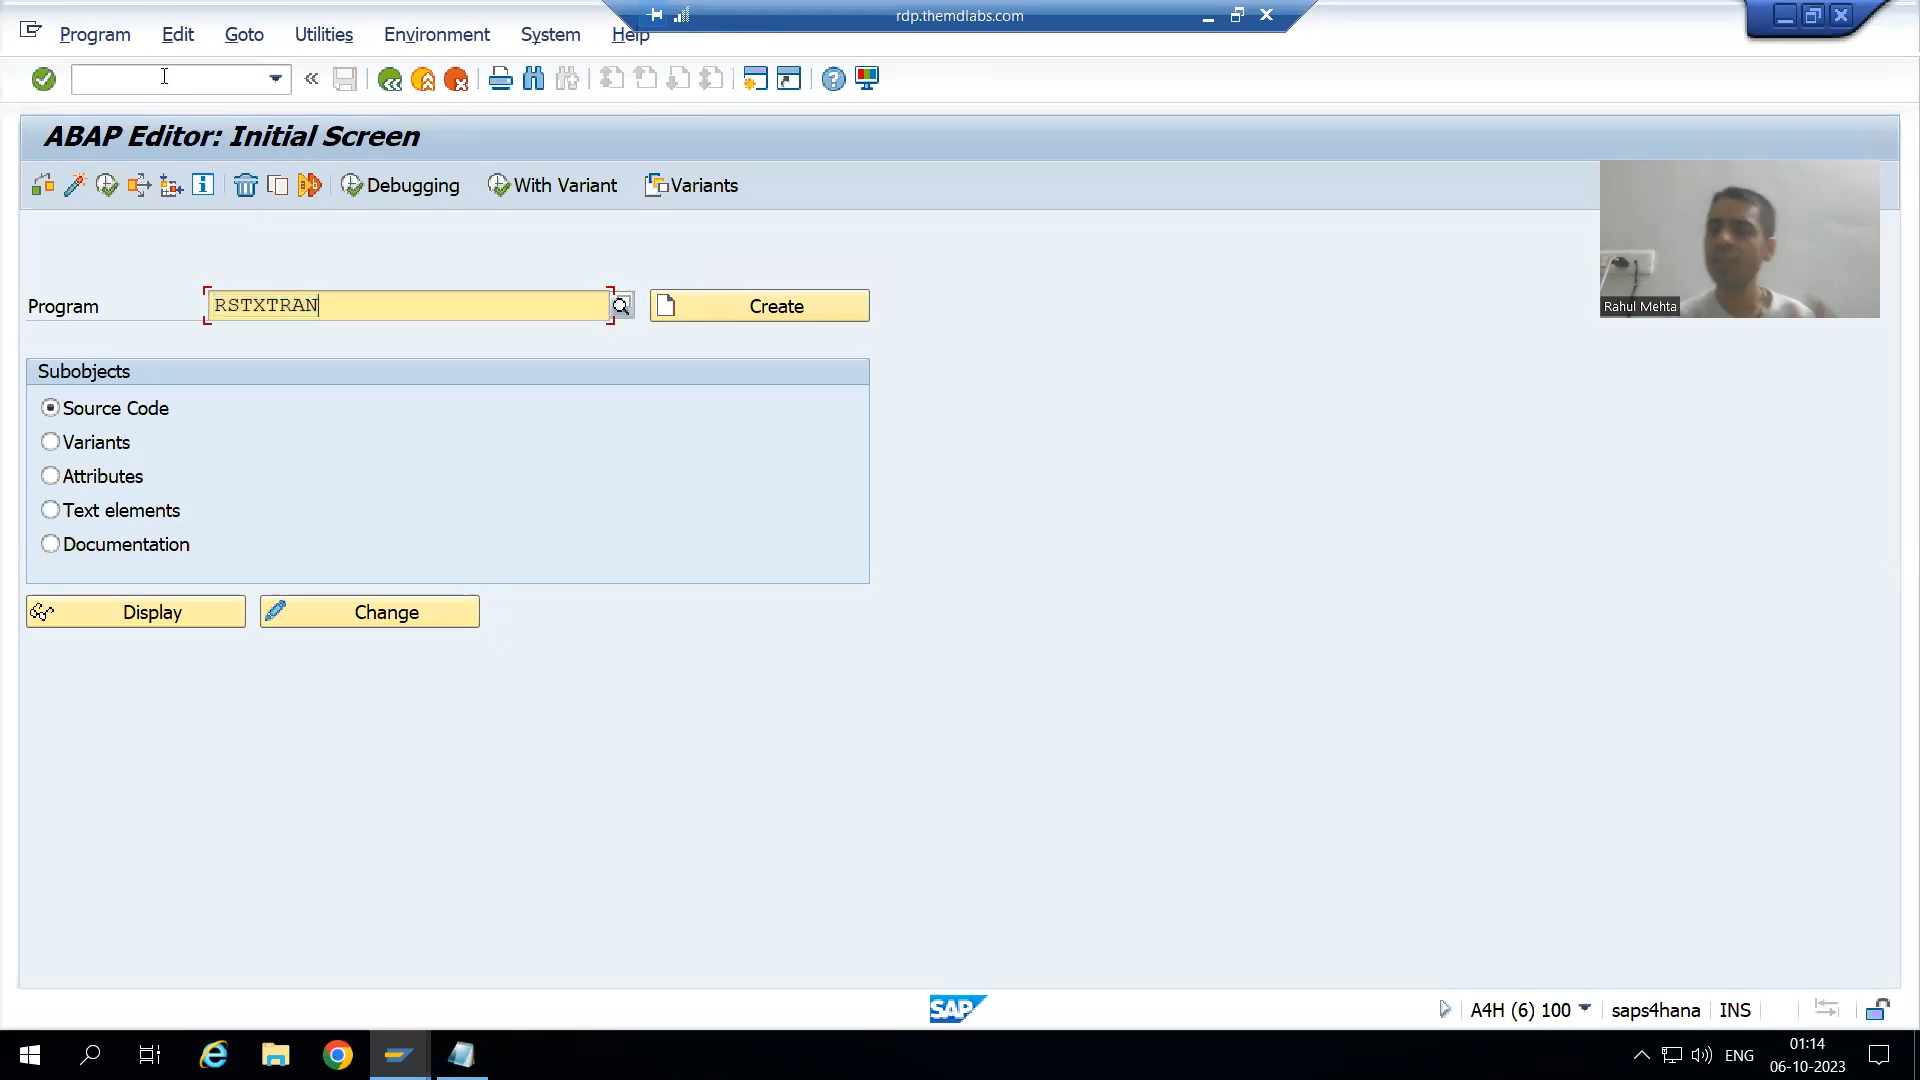 rdp.themdlabs.com
Program Edit Goto Utilities Environment System Help
ABAP Editor: Initial Screen
Debugging With Variant Variants
Rahul Mehta
Program RSTXTRAN Create
Subobjects
Source Code
Variants
Attributes
Text elements
Documentation
Display Change
SAP A4H (6) 100 saps4hana INS
ENG 01:14
06-10-2023